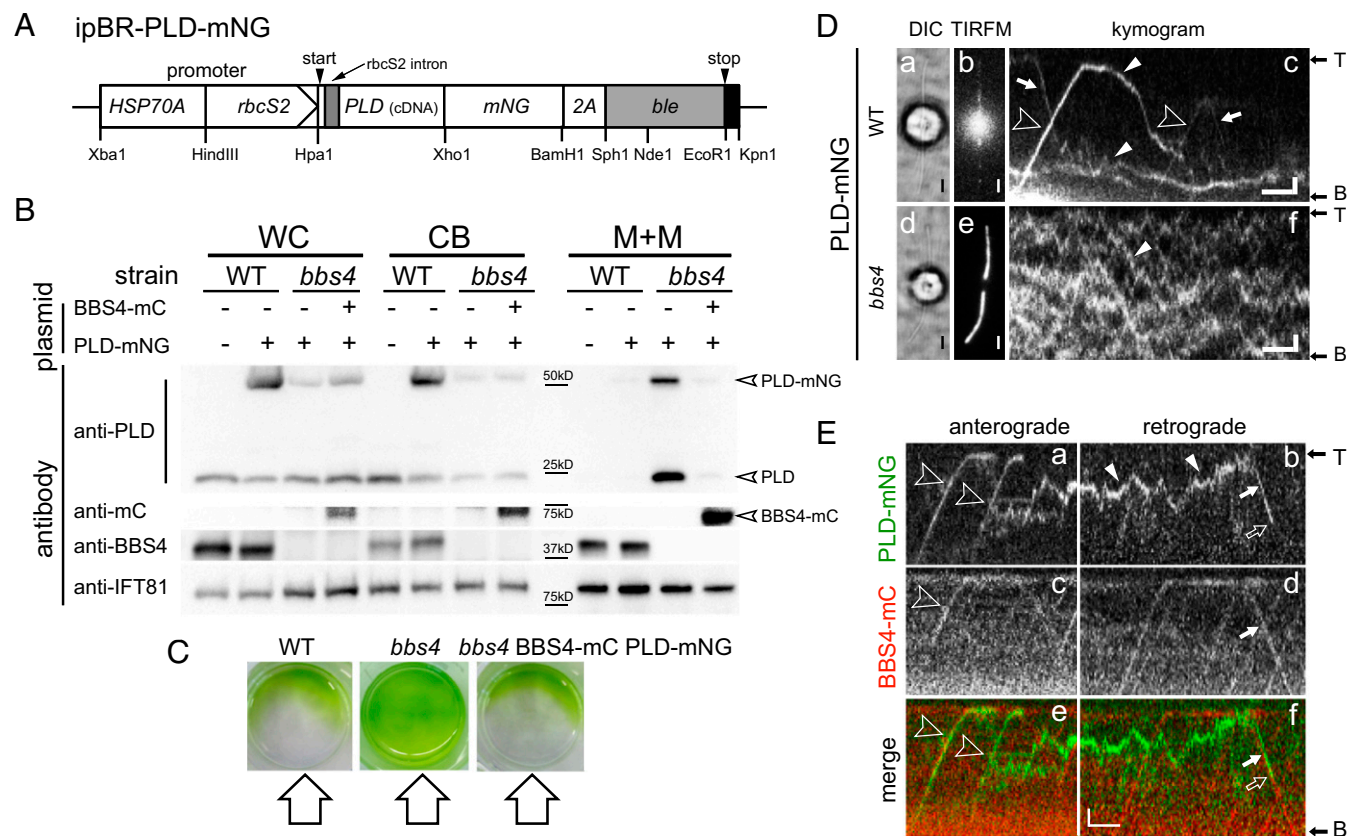 A
ipBR-PLD-mNG
promoter
start
rbcS2 intron
stop
HSP70A
rbcS2
PLD (cDNA)
mNG
2A
ble
Xba1
HindIII
Hpa1
Xho1
BamH1
Sph1
Nde1
EcoR1
Kpn1
B
WC CB M+M
strain WT bbs4 WT bbs4 WT bbs4
plasmid
BBS4-mC - - - + - - - + - - - +
PLD-mNG - + + + - + + + - + + +
antibody
anti-PLD
50kD
PLD-mNG
25kD
PLD
anti-mC
75kD
BBS4-mC
anti-BBS4
37kD
anti-IFT81
75kD
C
WT bbs4 bbs4 BBS4-mC PLD-mNG
D
DIC TIRFM kymogram
PLD-mNG
WT
a b c
T
B
bbs4
d e f
T
B
E
anterograde retrograde
PLD-mNG
a b
T
BBS4-mC
c d
merge
e f
B